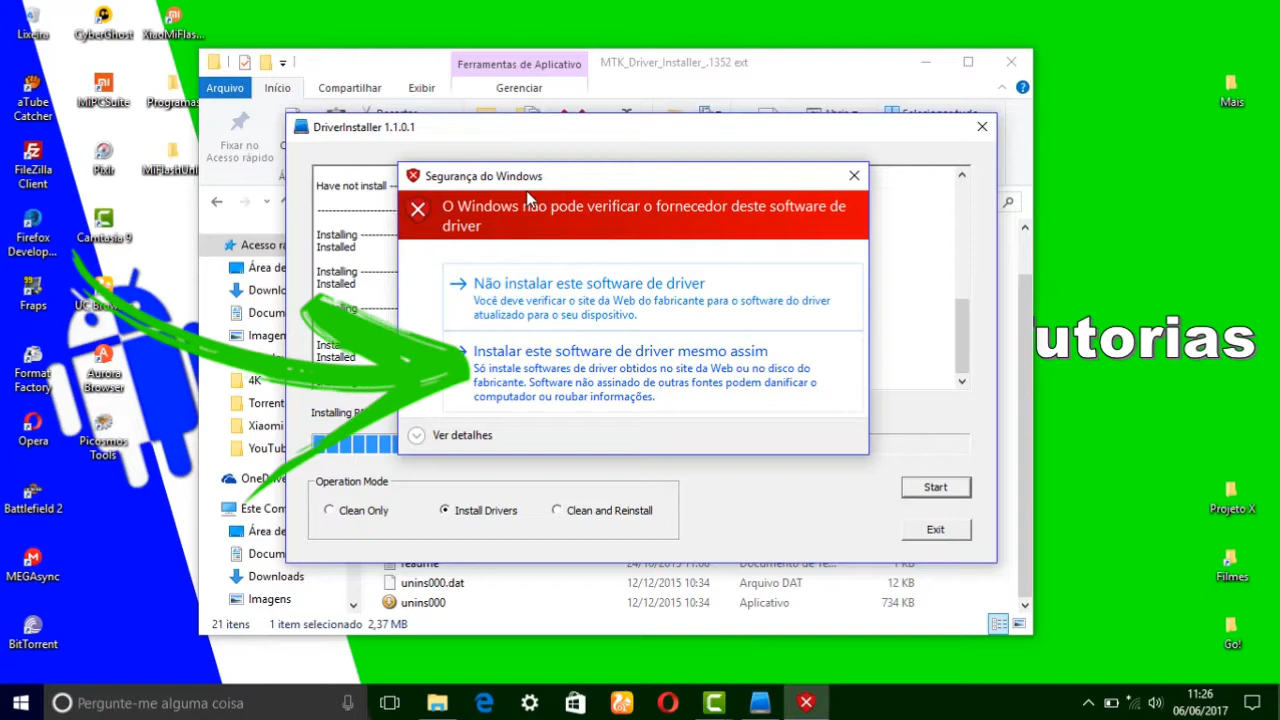 Lixeira
CyberGhost
XiaoMiFlas...
aTube
Catcher
MiPCSuite
Programas
FileZilla
Client
Pixlr
MiFlashUni
Firefox
Develop...
Camtasia 9
Fraps
UC Brow
Format
Factory
Aurora
Browser
Opera
Picosmos
Tools
Battlefield 2
MEGAsync
BitTorrent
Ferramentas de Aplicativo
MTK_Driver_Installer_.1352 ext
Arquivo
Início
Compartilhar
Exibir
Gerenciar
Fixar no
Acesso rápido
DriverInstaller 1.1.0.1
Have not install
Installing
Installed
Installing
Installed
Installed
Segurança do Windows
O Windows não pode verificar o fornecedor deste software de
driver
Não instalar este software de driver
Você deve verificar o site da Web do fabricante para o software do driver
atualizado para o seu dispositivo.
Instalar este software de driver mesmo assim
Só instale softwares de driver obtidos no site da Web ou no disco do
fabricante. Software não assinado de outras fontes podem danificar o
computador ou roubar informações.
Ver detalhes
Operation Mode
Clean Only
Install Drivers
Clean and Reinstall
Start
Exit
Acesso rá
Área de
Downlo
Docum
Imagen
4K
Torrent
Xiaomi
YouTub
OneDriv
Este Com
Área de
Docum
Downloads
Imagens
readme
24/10/2011
1 KB
unins000.dat
12/12/2015 10:34
Arquivo DAT
12 KB
unins000
12/12/2015 10:34
Aplicativo
734 KB
21 itens
1 item selecionado 2,37 MB
utorias
Mais
Projeto X
Filmes
Go!
Pergunte-me alguma coisa
11:26
06/06/2017